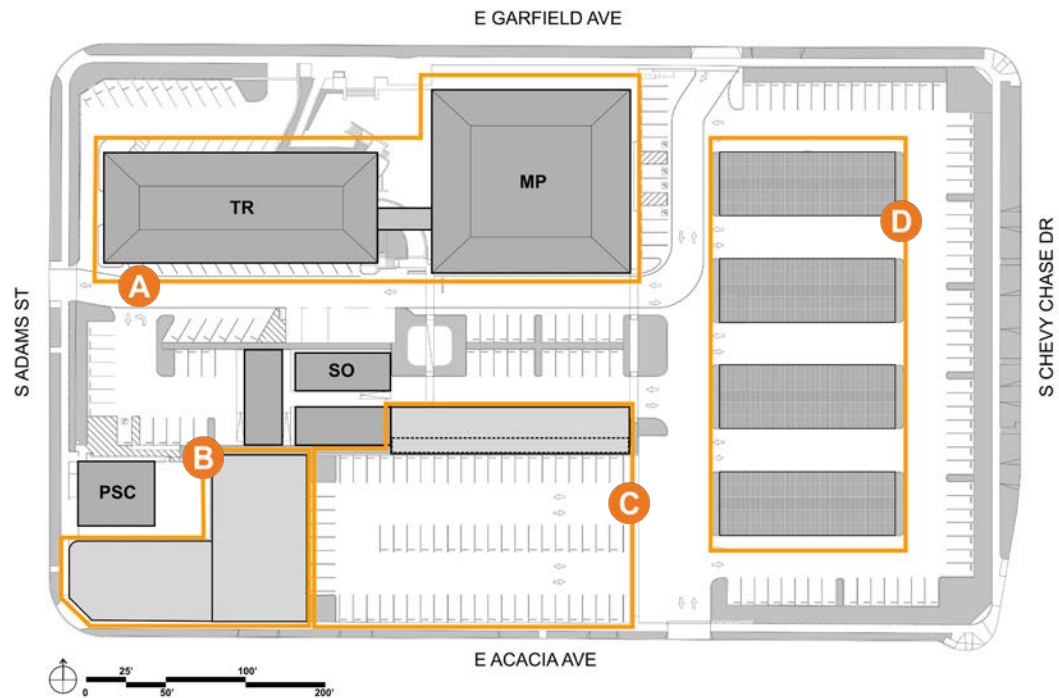 E GARFIELD AVE
MP
TR
D
A
S ADAMS ST
S CHEVY CHASE DR
SO
B
PSC
C
E ACACIA AVE
25' 100'
0 50' 200'